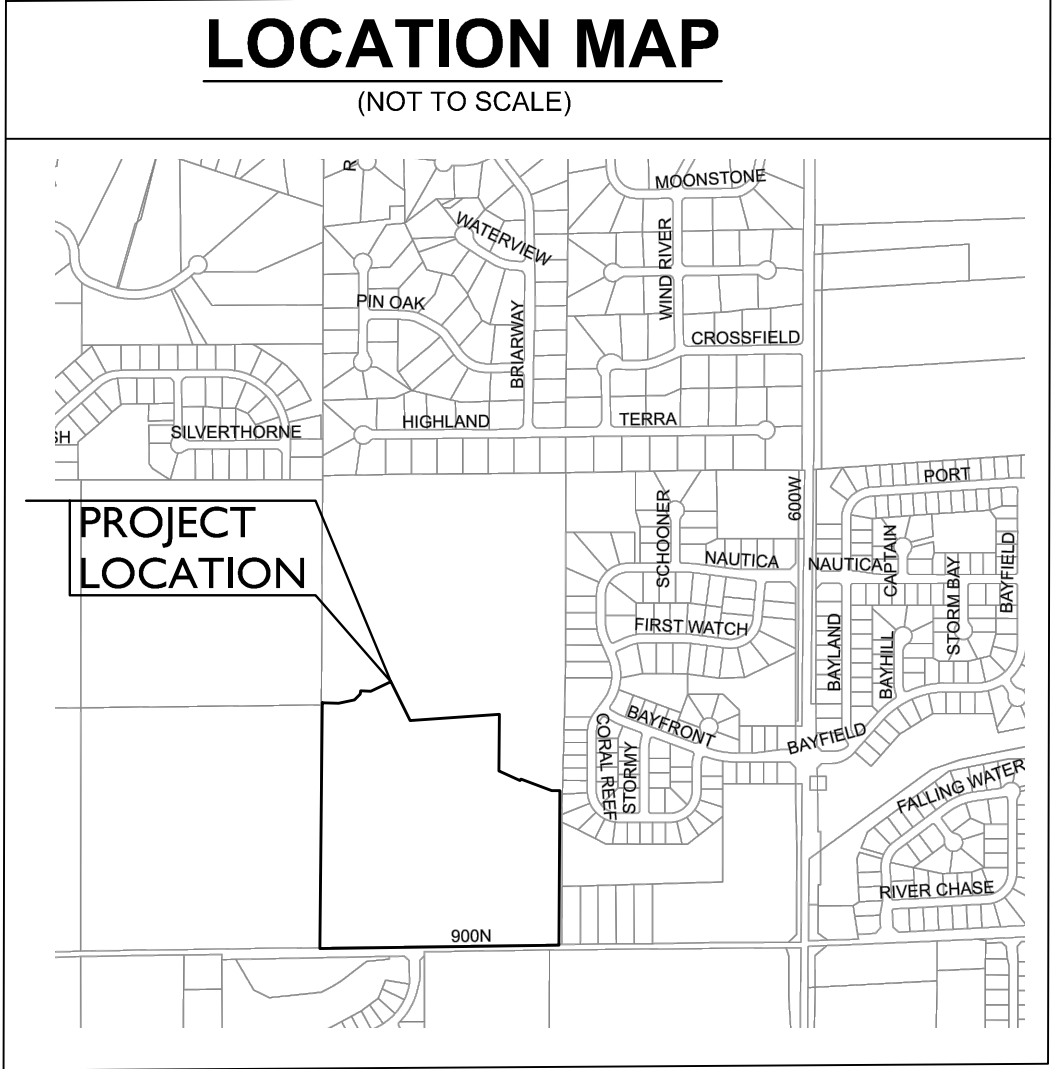 LOCATION MAP
(NOT TO SCALE)
R
MOONSTONE
WATERVIEW
WIND RIVER
PIN OAK
BRIARWAY
CROSSFIELD
HIGHLAND
TERRA
SH
SILVERTHORNE
PORT
600W
SCHOONER
PROJECT
LOCATION
NAUTICA
NAUTICA
CAPTAIN
STORM BAY
BAYFIELD
FIRST WATCH
BAYLAND
BAYHILL
BAYFRONT
CORAL REEF
STORMY
BAYFIELD
FALLING WATER
RIVER CHASE
900N